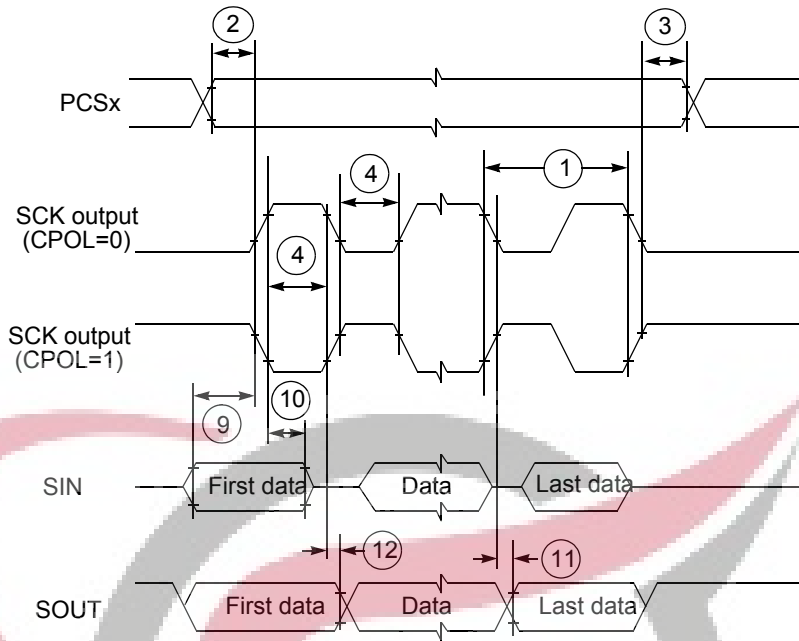 2
3
PCSx
4
1
SCK output
(CPOL=0)
4
SCK output
(CPOL=1)
9
10
SIN
First data
Data
Last data
12
11
SOUT
First data
Data
Last data